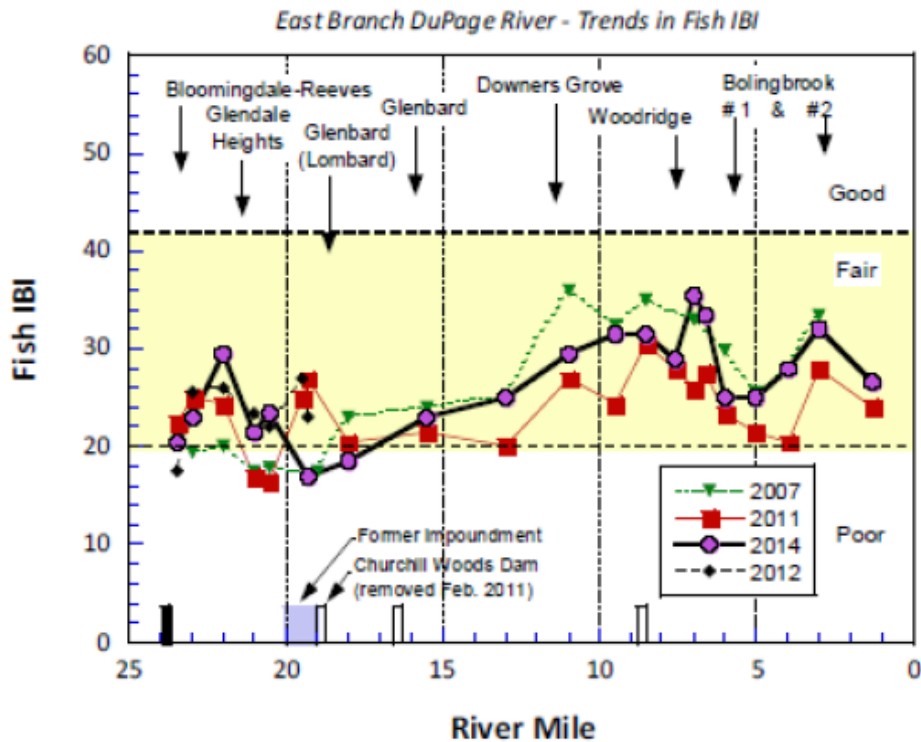 East Branch DuPage River - Trends in Fish IBI
60
50
40
30
20
10
0
Fish IBI
Bloomingdale-Reeves
Glendale
Heights
Glenbard
(Lombard)
Glenbard
Downers Grove
Woodridge
Bolingbrook
#1 & #2
Good
Fair
Poor
2007
2011
2014
2012
Former Impoundment
Churchill Woods Dam
(removed Feb. 2011)
25 20 15 10 5 0
River Mile